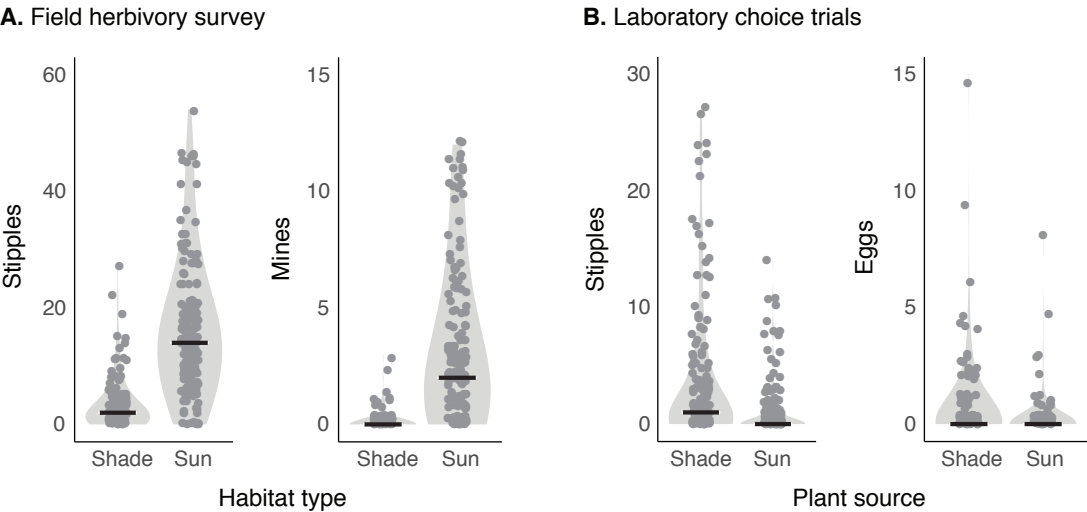 A. Field herbivory survey
Stipples
60
40
20
0
Shade Sun
Mines
15
10
5
0
Shade Sun
Habitat type
B. Laboratory choice trials
Stipples
30
20
10
0
Shade Sun
Eggs
15
10
5
0
Shade Sun
Plant source